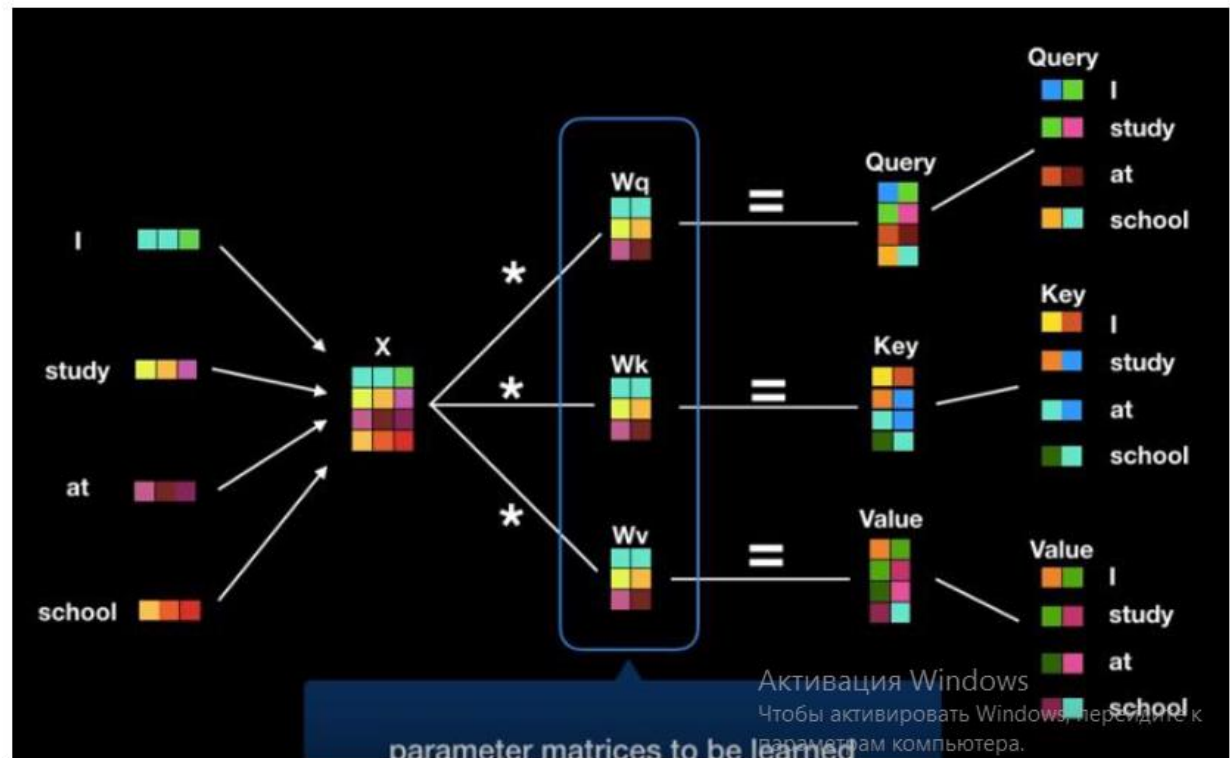 I
study
at
school
X
*
*
*
Wq
Wk
Wv
=
=
=
Query
Key
Value
Query
I
study
at
school
Key
I
study
at
school
Value
I
study
at
school
parameter matrices to be learned
Активация Windows
Чтобы активировать Windows, перейдите к
параметрам компьютера.